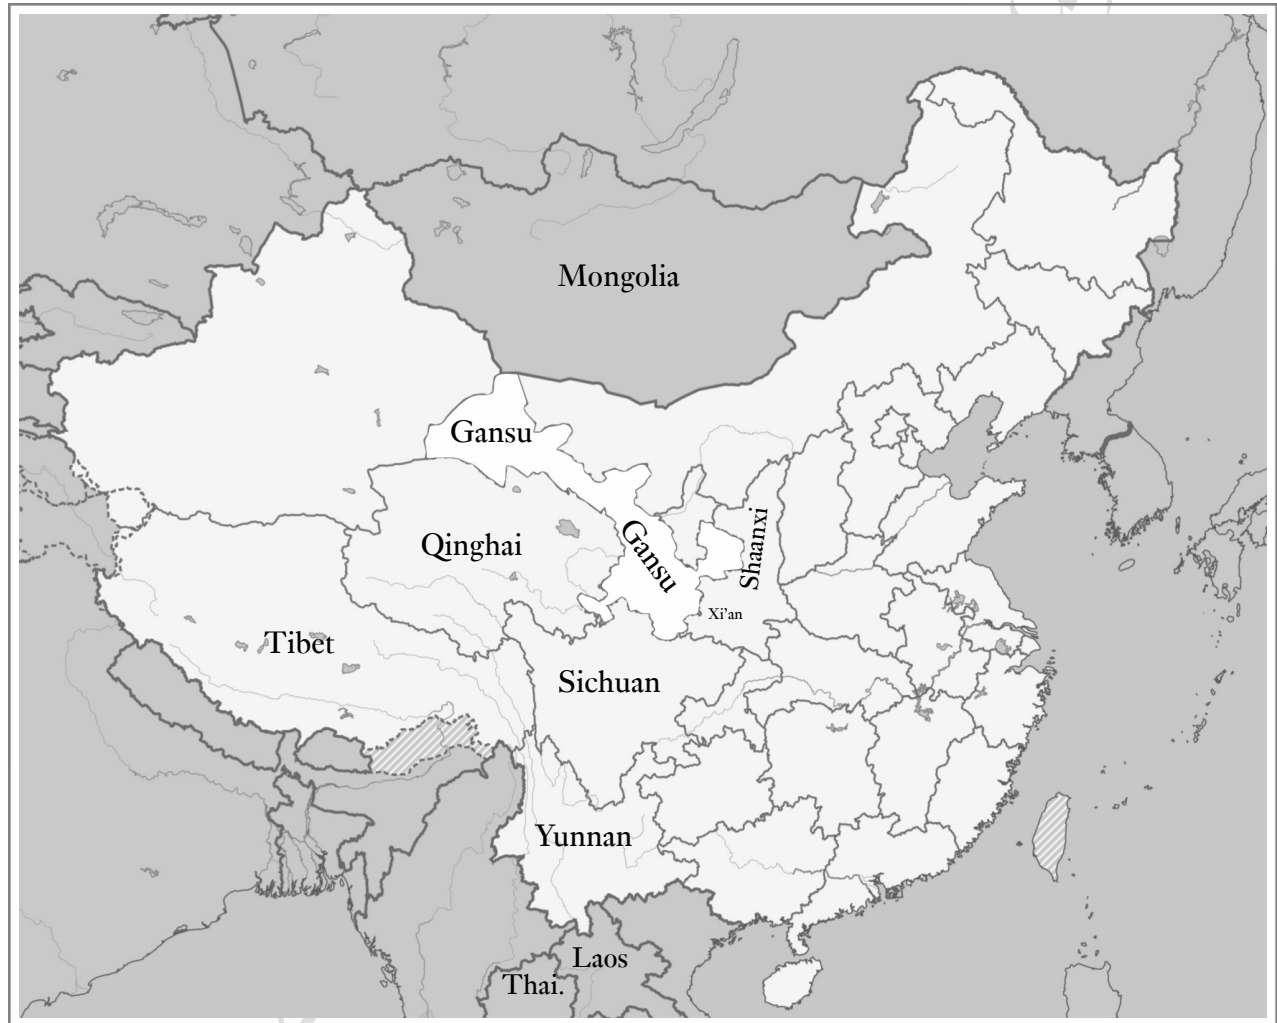 Mongolia
Gansu
Gansu
Shaanxi
Qinghai
Xi'an
Tibet
Sichuan
Yunnan
Laos
Thai.